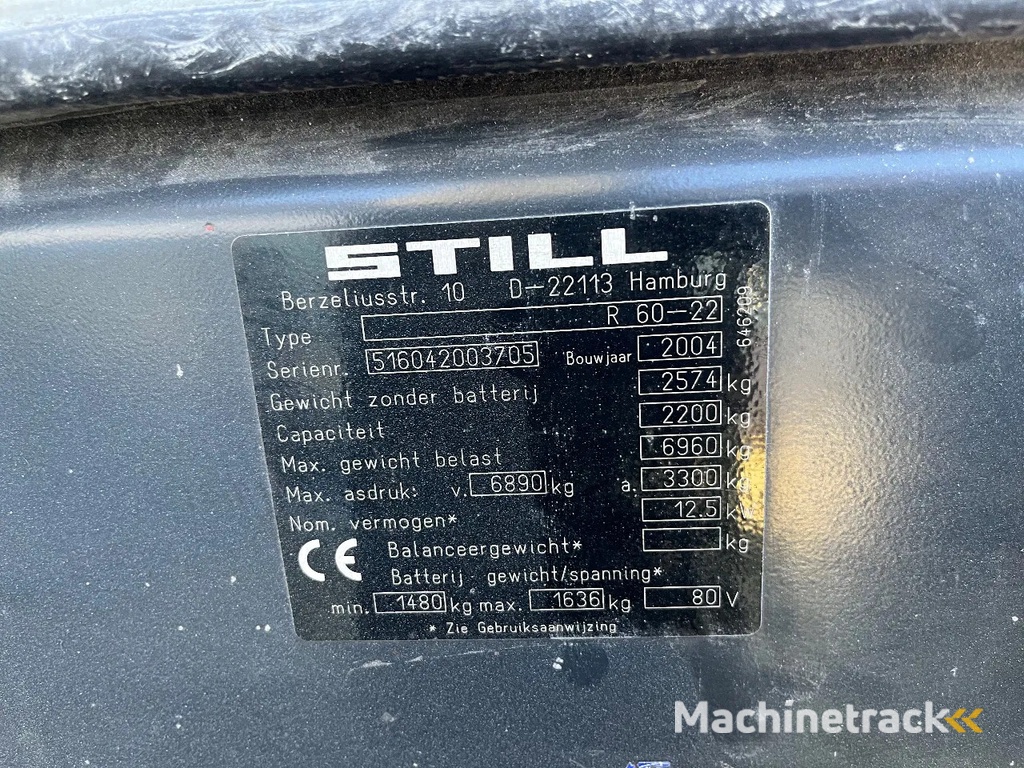 STILL
Berzeliusstr. 10 D-22113 Hamburg
Type R 60-22
Serienr. 516042003705 Bouwjaar 2004
Gewicht zonder batterij 2574 kg
Capaciteit 2200 kg
Max. gewicht belast 6960 kg
Max. asdruk: v. 6890 kg a. 3300 kg
Nom. vermogen* 12.5 kW
CE Balanceergewicht* kg
Batterij gewicht/spanning*
min. 1480 kg max. 1636 kg 80 V
* Zie Gebruiksaanwijzing
646209
Machinetrack